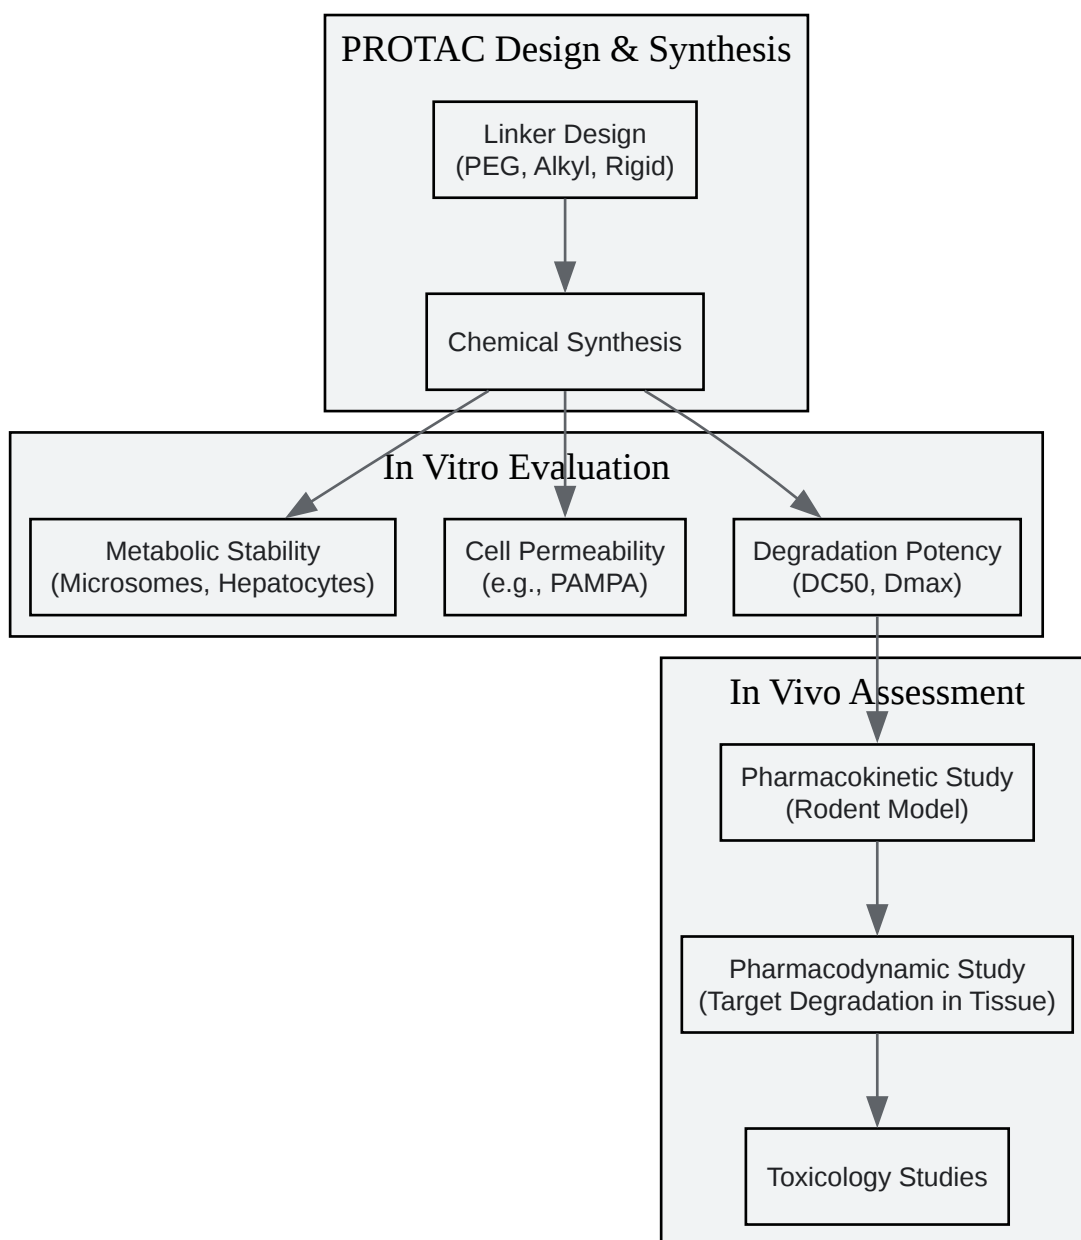 PROTAC Design & Synthesis
Linker Design
(PEG, Alkyl, Rigid)
Chemical Synthesis
In Vitro Evaluation
Metabolic Stability
(Microsomes, Hepatocytes)
Cell Permeability
(e.g., PAMPA)
Degradation Potency
(DC50, Dmax)
In Vivo Assessment
Pharmacokinetic Study
(Rodent Model)
Pharmacodynamic Study
(Target Degradation in Tissue)
Toxicology Studies